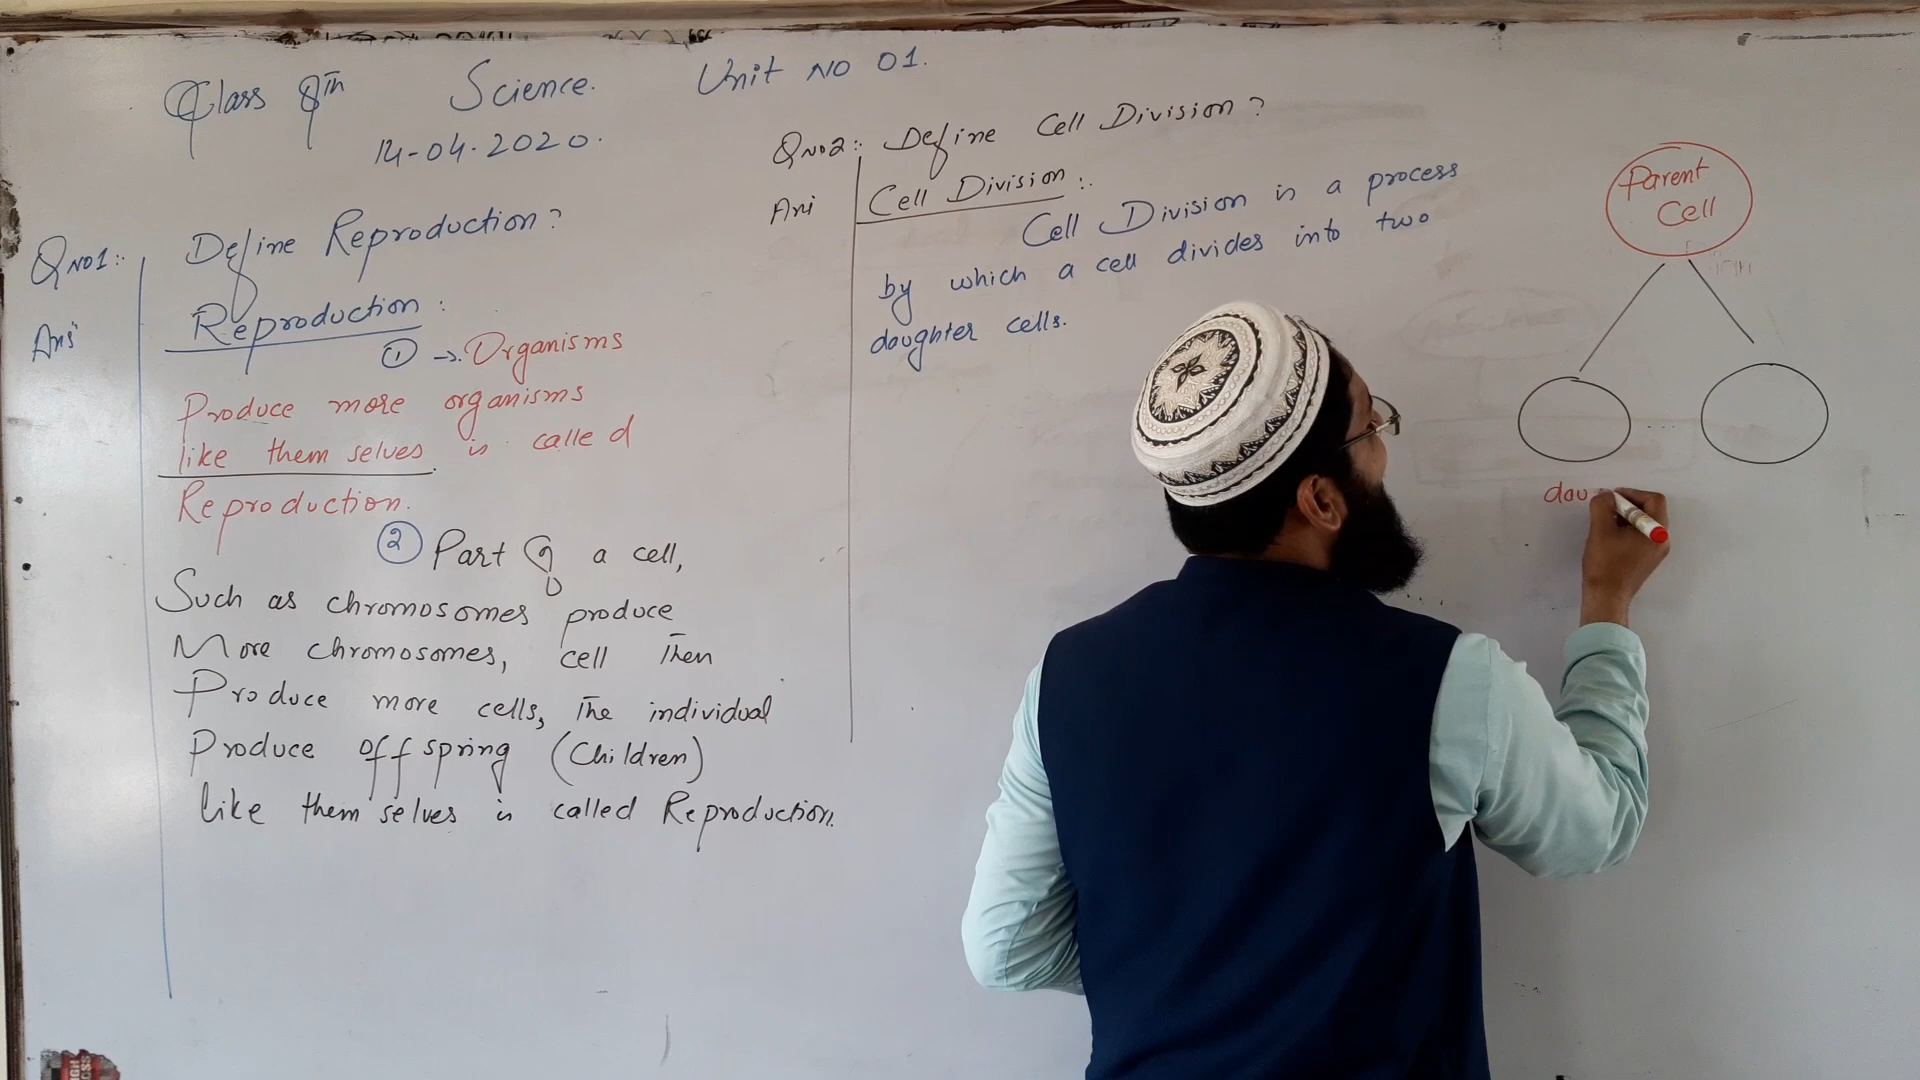 Class 8th Science. Unit No 01.
14-04-2020.
Q No1:. Define Reproduction?
Ans Reproduction:
① → Organisms
Produce more organisms
like them selves is called
Reproduction.
② Part of a cell,
Such as chromosomes produce
More chromosomes, cell Then
Produce more cells, The individual
Produce off spring (Children)
like them selves is called Reproduction.
Q No2:. Define Cell Division?
Ans Cell Division:.
Cell Division is a process
by which a cell divides into two
daughter cells.
Parent
Cell
dau